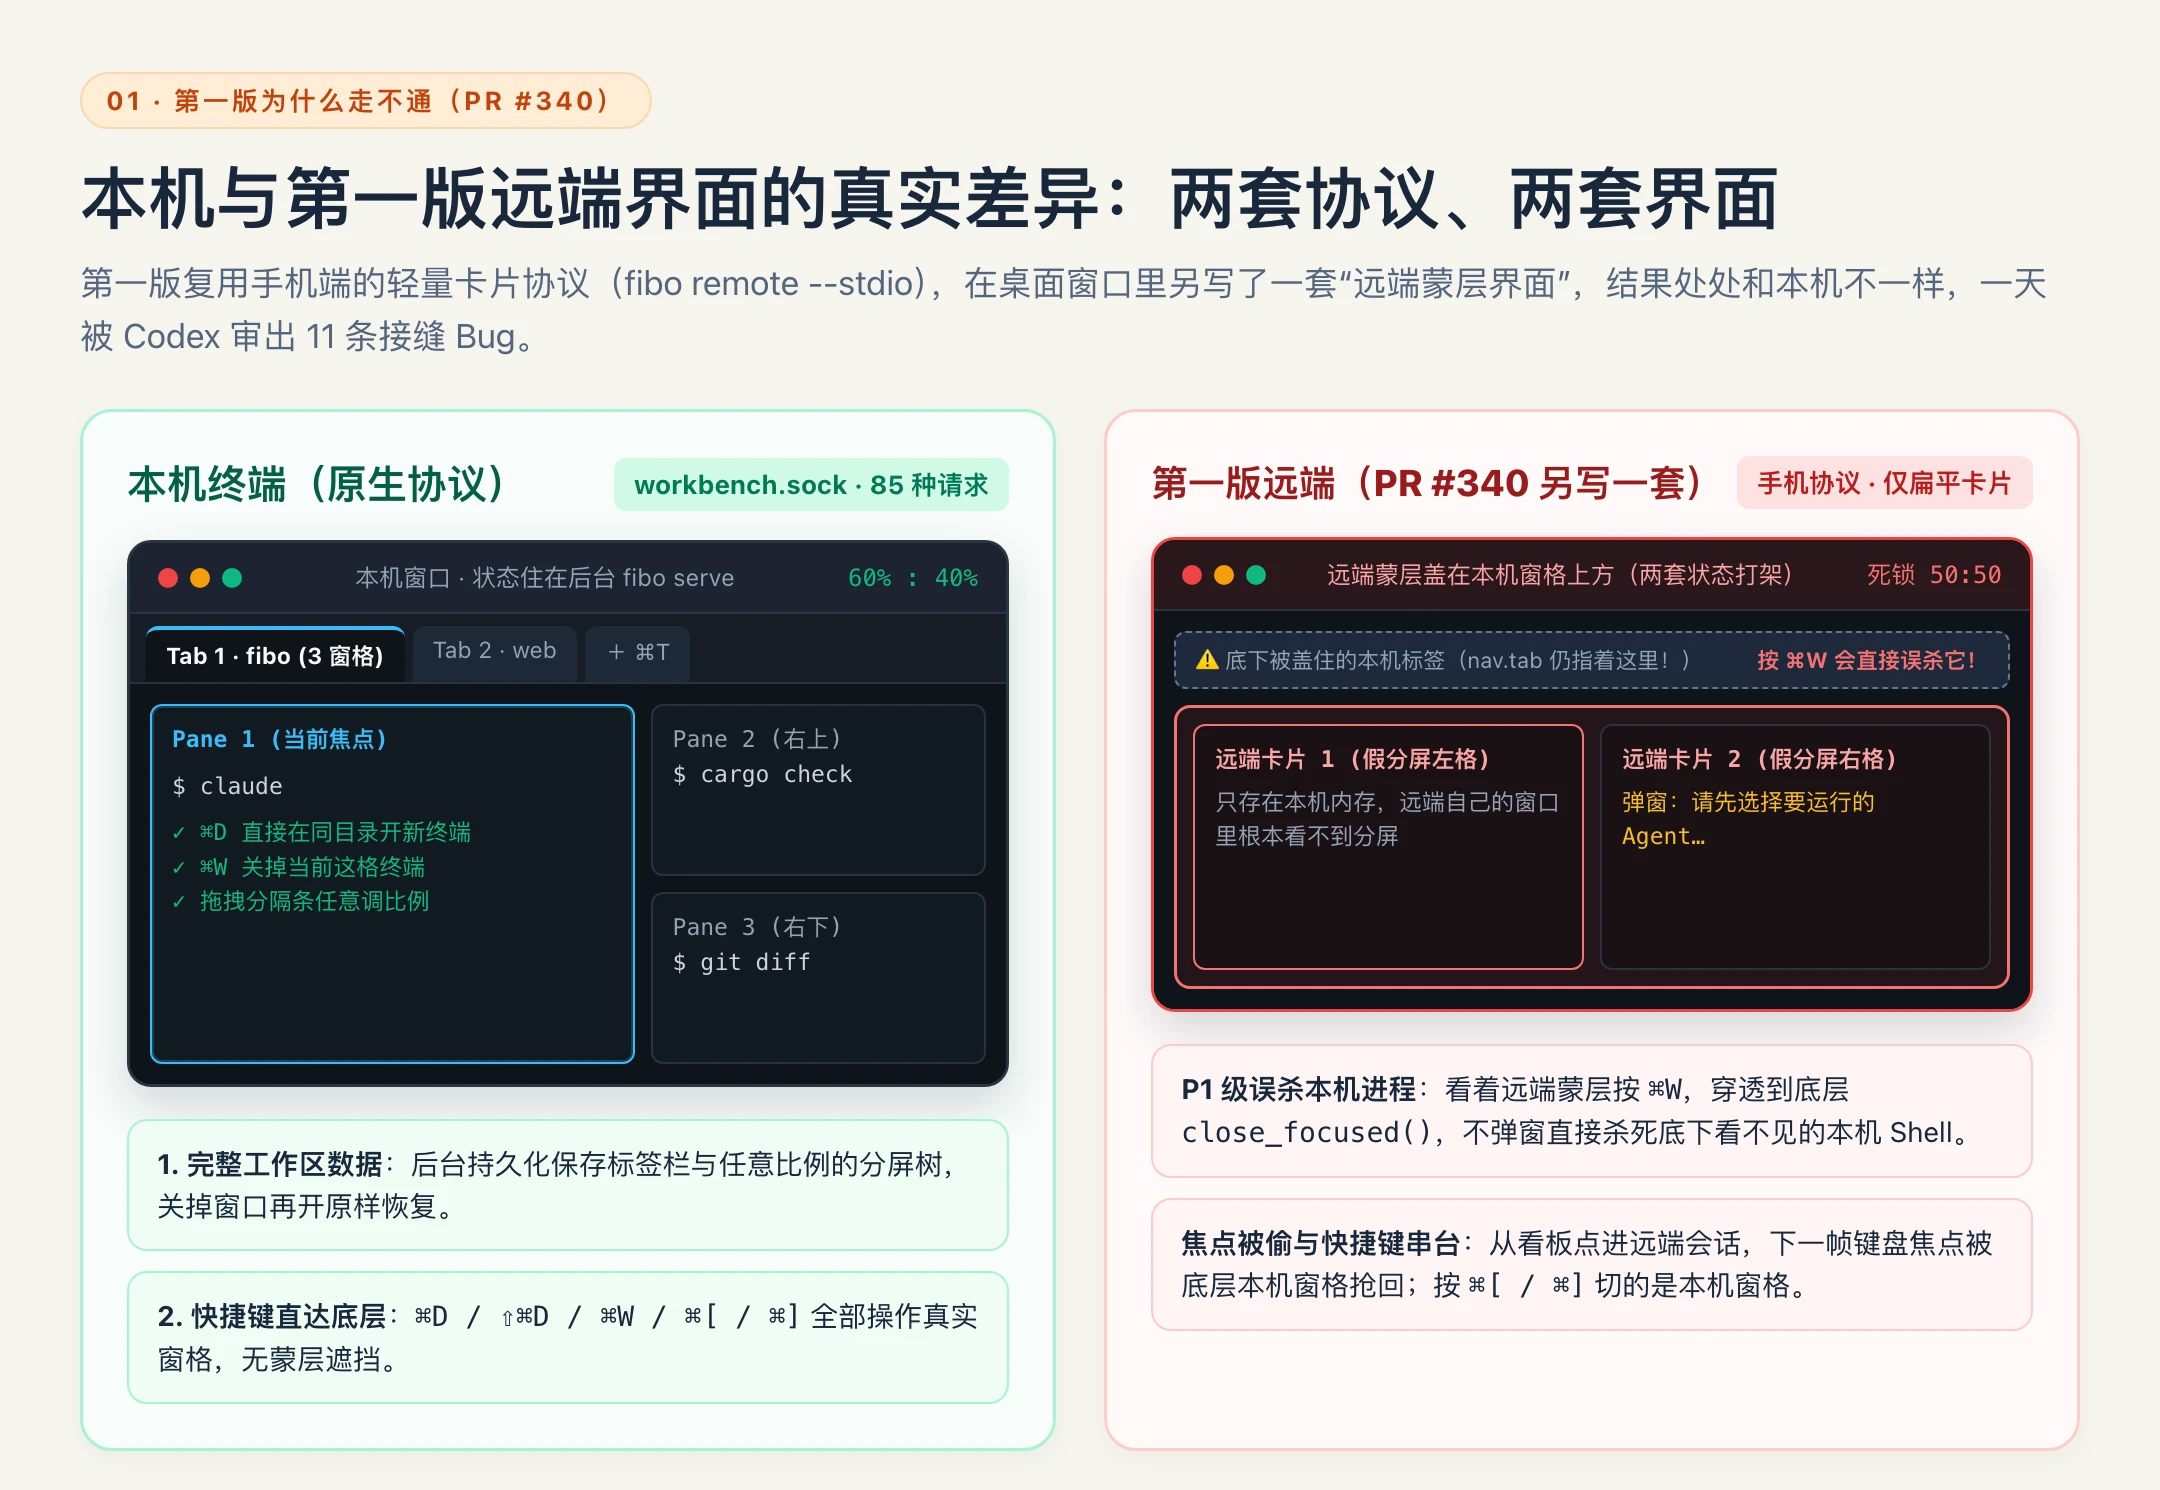 01 · 第一版为什么走不通（PR #340）
本机与第一版远端界面的真实差异：两套协议、两套界面
第一版复用手机端的轻量卡片协议（fibo remote --stdio），在桌面窗口里另写了一套“远端蒙层界面”，结果处处和本机不一样，一天
被 Codex 审出 11 条接缝 Bug。
本机终端（原生协议）
workbench.sock · 85 种请求
本机窗口 · 状态住在后台 fibo serve
60% : 40%
Tab 1 · fibo (3 窗格)
Tab 2 · web
＋ ⌘T
Pane 1 (当前焦点)
$ claude
✓ ⌘D 直接在同目录开新终端
✓ ⌘W 关掉当前这格终端
✓ 拖拽分隔条任意调比例
Pane 2 (右上)
$ cargo check
Pane 3 (右下)
$ git diff
1. 完整工作区数据：后台持久化保存标签栏与任意比例的分屏树，
关掉窗口再开原样恢复。
2. 快捷键直达底层：⌘D / ⇧⌘D / ⌘W / ⌘[ / ⌘] 全部操作真实
窗格，无蒙层遮挡。
第一版远端（PR #340 另写一套）
手机协议 · 仅扁平卡片
远端蒙层盖在本机窗格上方（两套状态打架）
死锁 50:50
⚠️ 底下被盖住的本机标签（nav.tab 仍指着这里！）
按 ⌘W 会直接误杀它！
远端卡片 1 (假分屏左格)
只存在本机内存，远端自己的窗口
里根本看不到分屏
远端卡片 2 (假分屏右格)
弹窗：请先选择要运行的
Agent…
P1 级误杀本机进程：看着远端蒙层按 ⌘W，穿透到底层
close_focused()，不弹窗直接杀死底下看不见的本机 Shell。
焦点被偷与快捷键串台：从看板点进远端会话，下一帧键盘焦点被
底层本机窗格抢回；按 ⌘[ / ⌘] 切的是本机窗格。